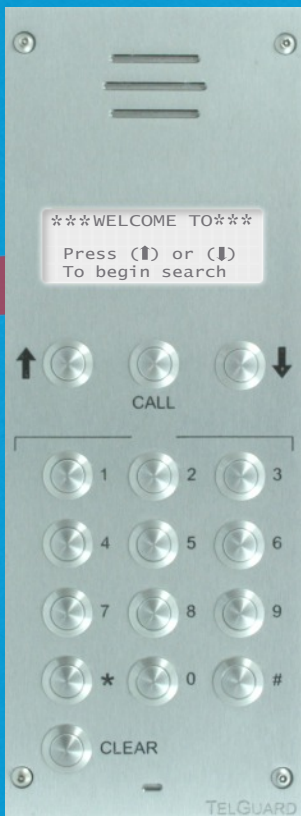 ***WELCOME TO***
Press (⬆) or (⬇)
To begin search
⬆ ⬇
CALL
1 2 3
4 5 6
7 8 9
* 0 #
CLEAR
TELGUARD